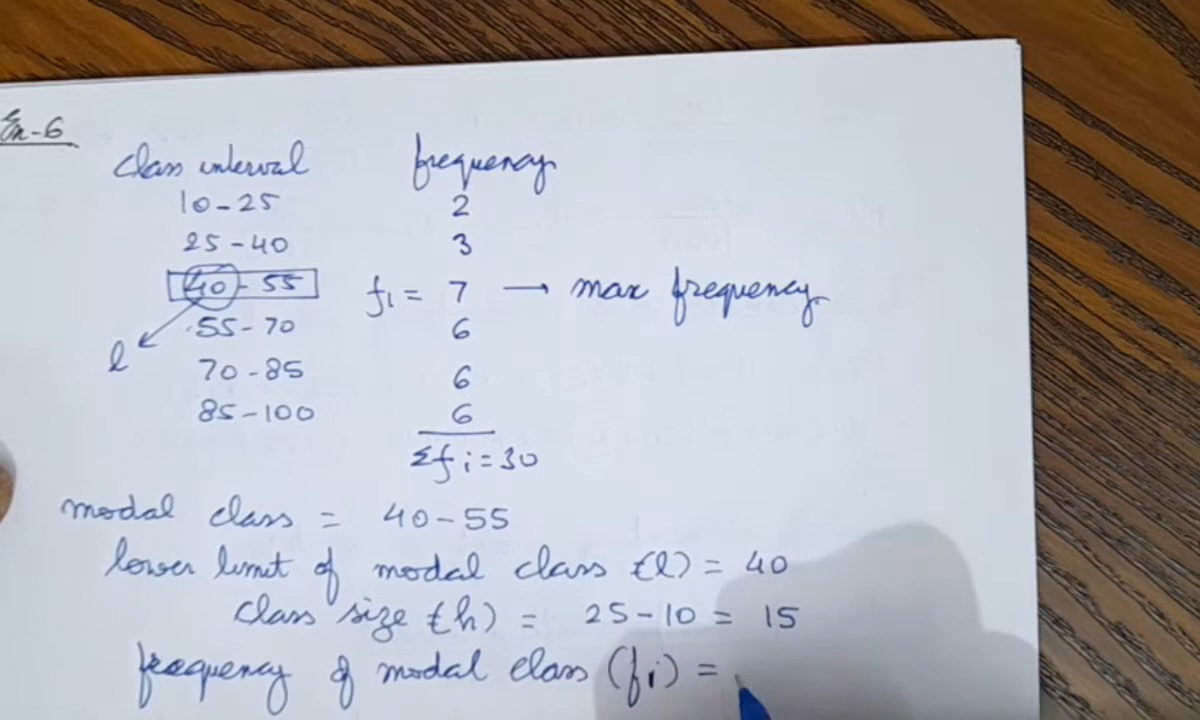 Ex-6
Class interval frequency
10-25 2
25-40 3
40-55 f1 = 7 → max frequency
l 55-70 6
70-85 6
85-100 6
Σfi=30
modal class = 40-55
lower limit of modal class (l) = 40
Class size (h) = 25-10 = 15
frequency of modal class (fi) =